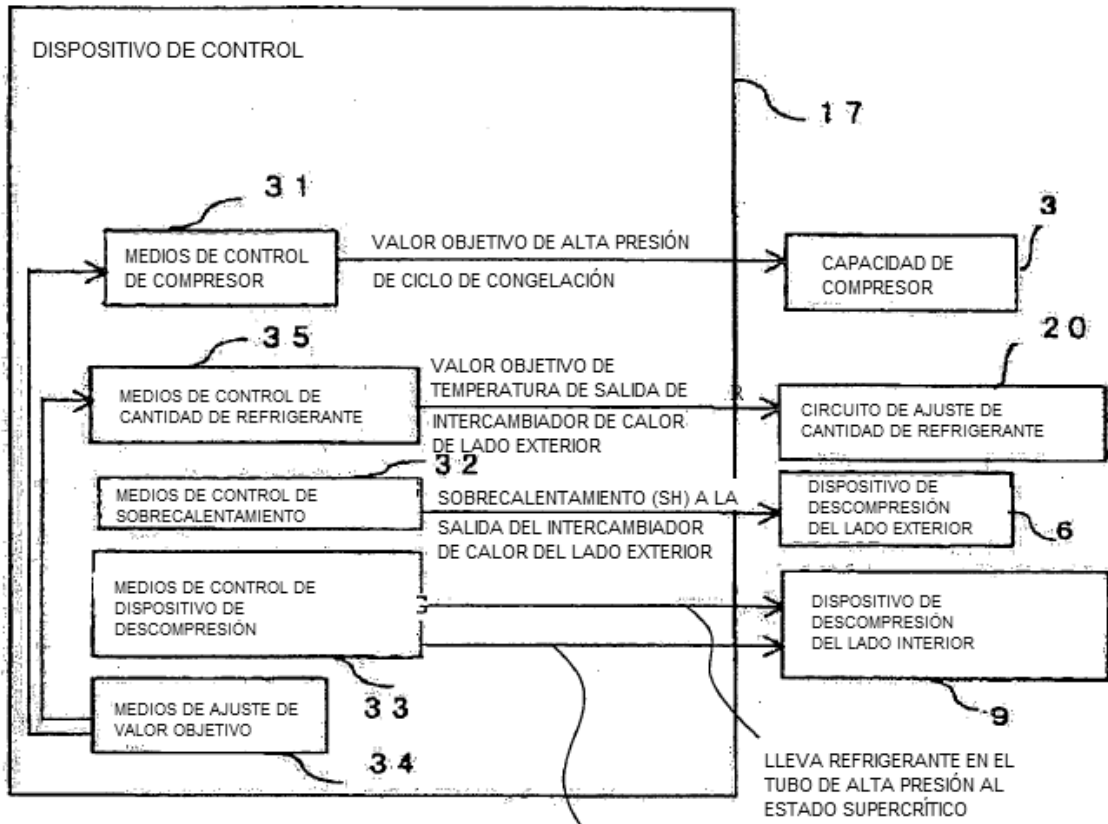 DISPOSITIVO DE CONTROL
17
31
MEDIOS DE CONTROL
DE COMPRESOR
VALOR OBJETIVO DE ALTA PRESIÓN
DE CICLO DE CONGELACIÓN
3
CAPACIDAD DE
COMPRESOR
35
MEDIOS DE CONTROL DE
CANTIDAD DE REFRIGERANTE
VALOR OBJETIVO DE
TEMPERATURA DE SALIDA DE
INTERCAMBIADOR DE CALOR
DE LADO EXTERIOR
20
CIRCUITO DE AJUSTE DE
CANTIDAD DE REFRIGERANTE
32
MEDIOS DE CONTROL DE
SOBRECALENTAMIENTO
SOBRECALENTAMIENTO (SH) A LA
SALIDA DEL INTERCAMBIADOR
DE CALOR DEL LADO EXTERIOR
DISPOSITIVO DE
DESCOMPRESIÓN
DEL LADO EXTERIOR
6
MEDIOS DE CONTROL DE
DISPOSITIVO DE
DESCOMPRESIÓN
33
DISPOSITIVO DE
DESCOMPRESIÓN
DEL LADO INTERIOR
9
MEDIOS DE AJUSTE DE
VALOR OBJETIVO
34
LLEVA REFRIGERANTE EN EL
TUBO DE ALTA PRESIÓN AL
ESTADO SUPERCRÍTICO